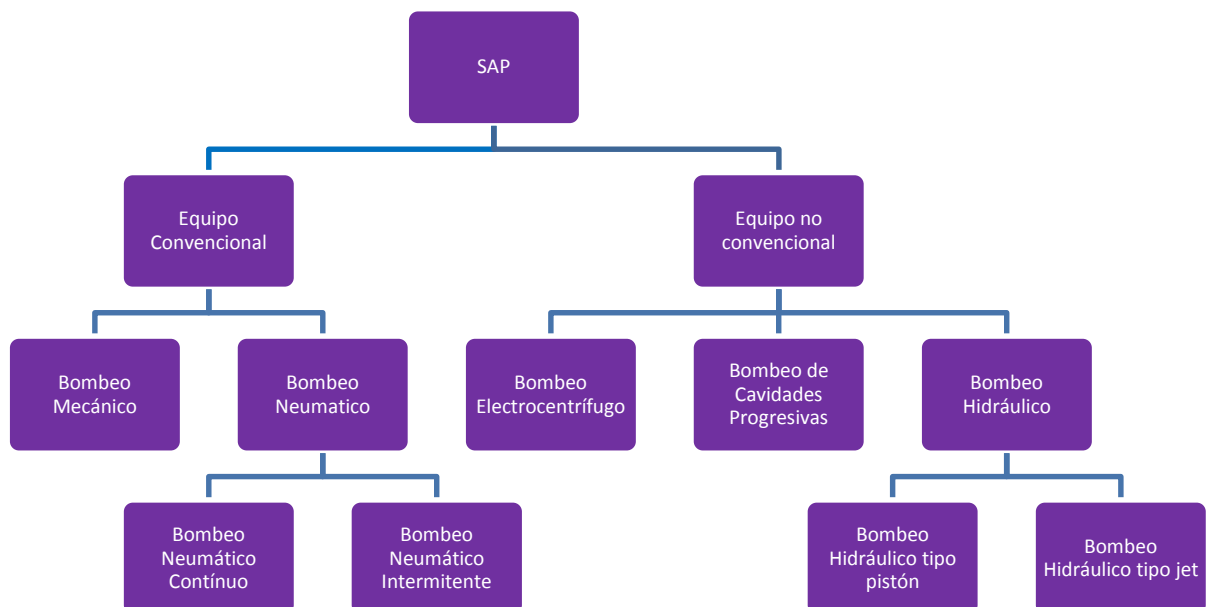 SAP
Equipo
Convencional
Equipo no
convencional
Bombeo
Mecánico
Bombeo
Neumatico
Bombeo
Electrocentrífugo
Bombeo de
Cavidades
Progresivas
Bombeo
Hidráulico
Bombeo
Neumático
Contínuo
Bombeo
Neumático
Intermitente
Bombeo
Hidráulico tipo
pistón
Bombeo
Hidráulico tipo jet